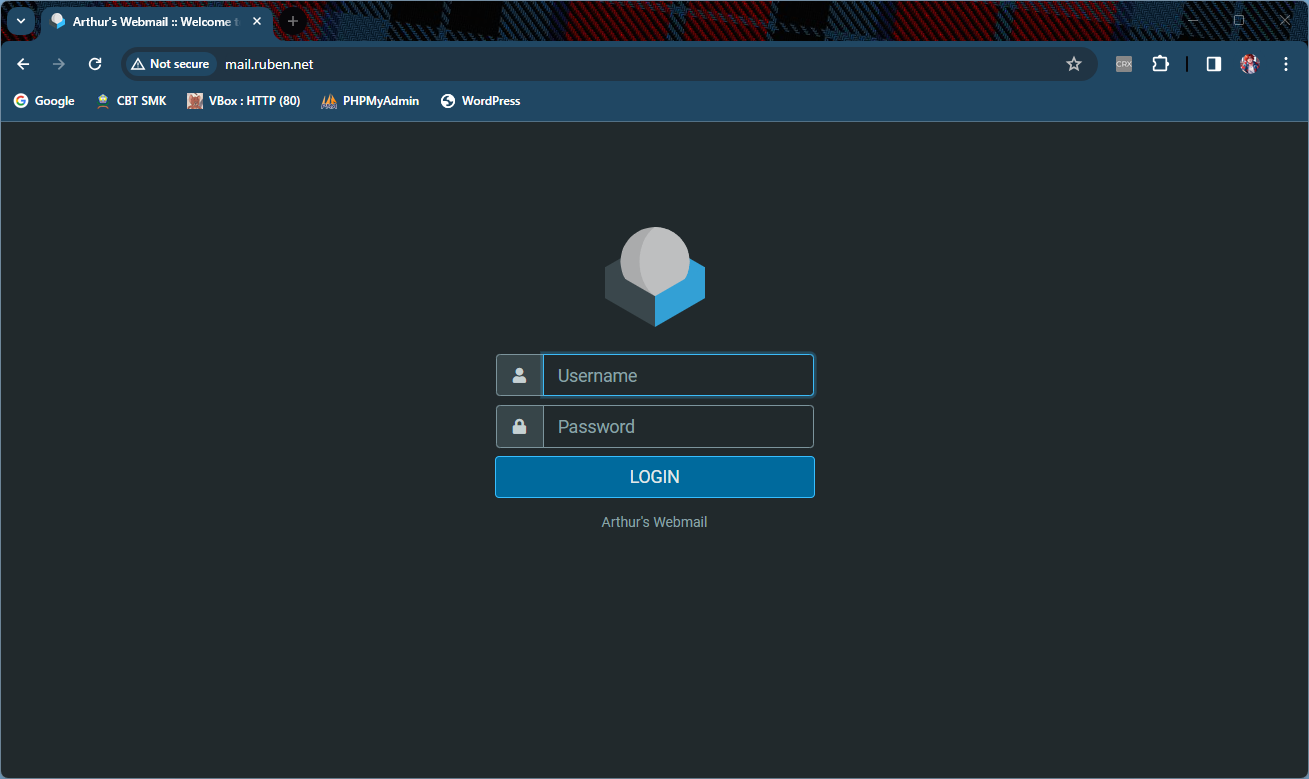 Arthur's Webmail :: Welcome t
Not secure
mail.ruben.net
CRX
Google
CBT SMK
VBox : HTTP (80)
PHPMyAdmin
WordPress
Username
Password
LOGIN
Arthur's Webmail